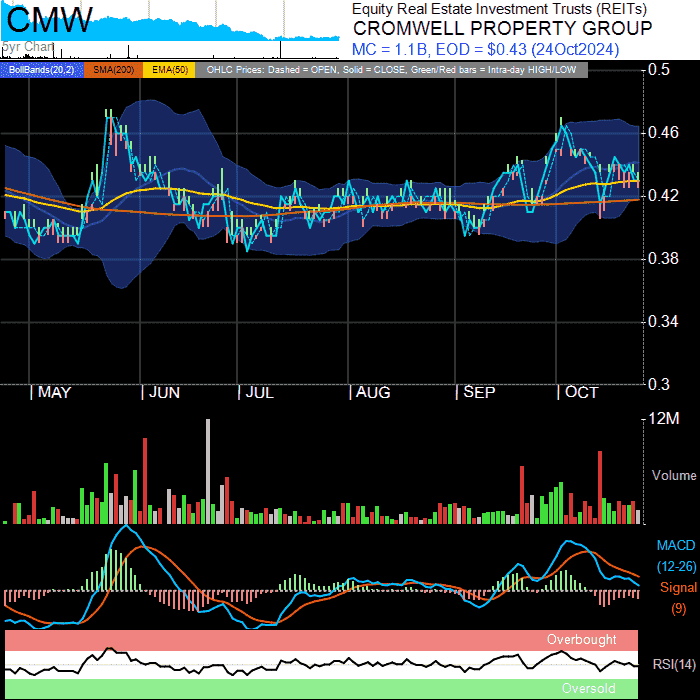 CMW
5yr Chart
Equity Real Estate Investment Trusts (REITs)
CROMWELL PROPERTY GROUP
MC = 1.1B, EOD = $0.43 (24Oct2024)
BollBands(20,2) SMA(200) EMA(50) OHLC Prices: Dashed = OPEN, Solid = CLOSE, Green/Red bars = Intra-day HIGH/LOW
0.5
0.46
0.42
0.38
0.34
0.3
| MAY | JUN | JUL | AUG | SEP | OCT
12M
Volume
MACD
(12-26)
Signal
(9)
Overbought
RSI(14)
Oversold